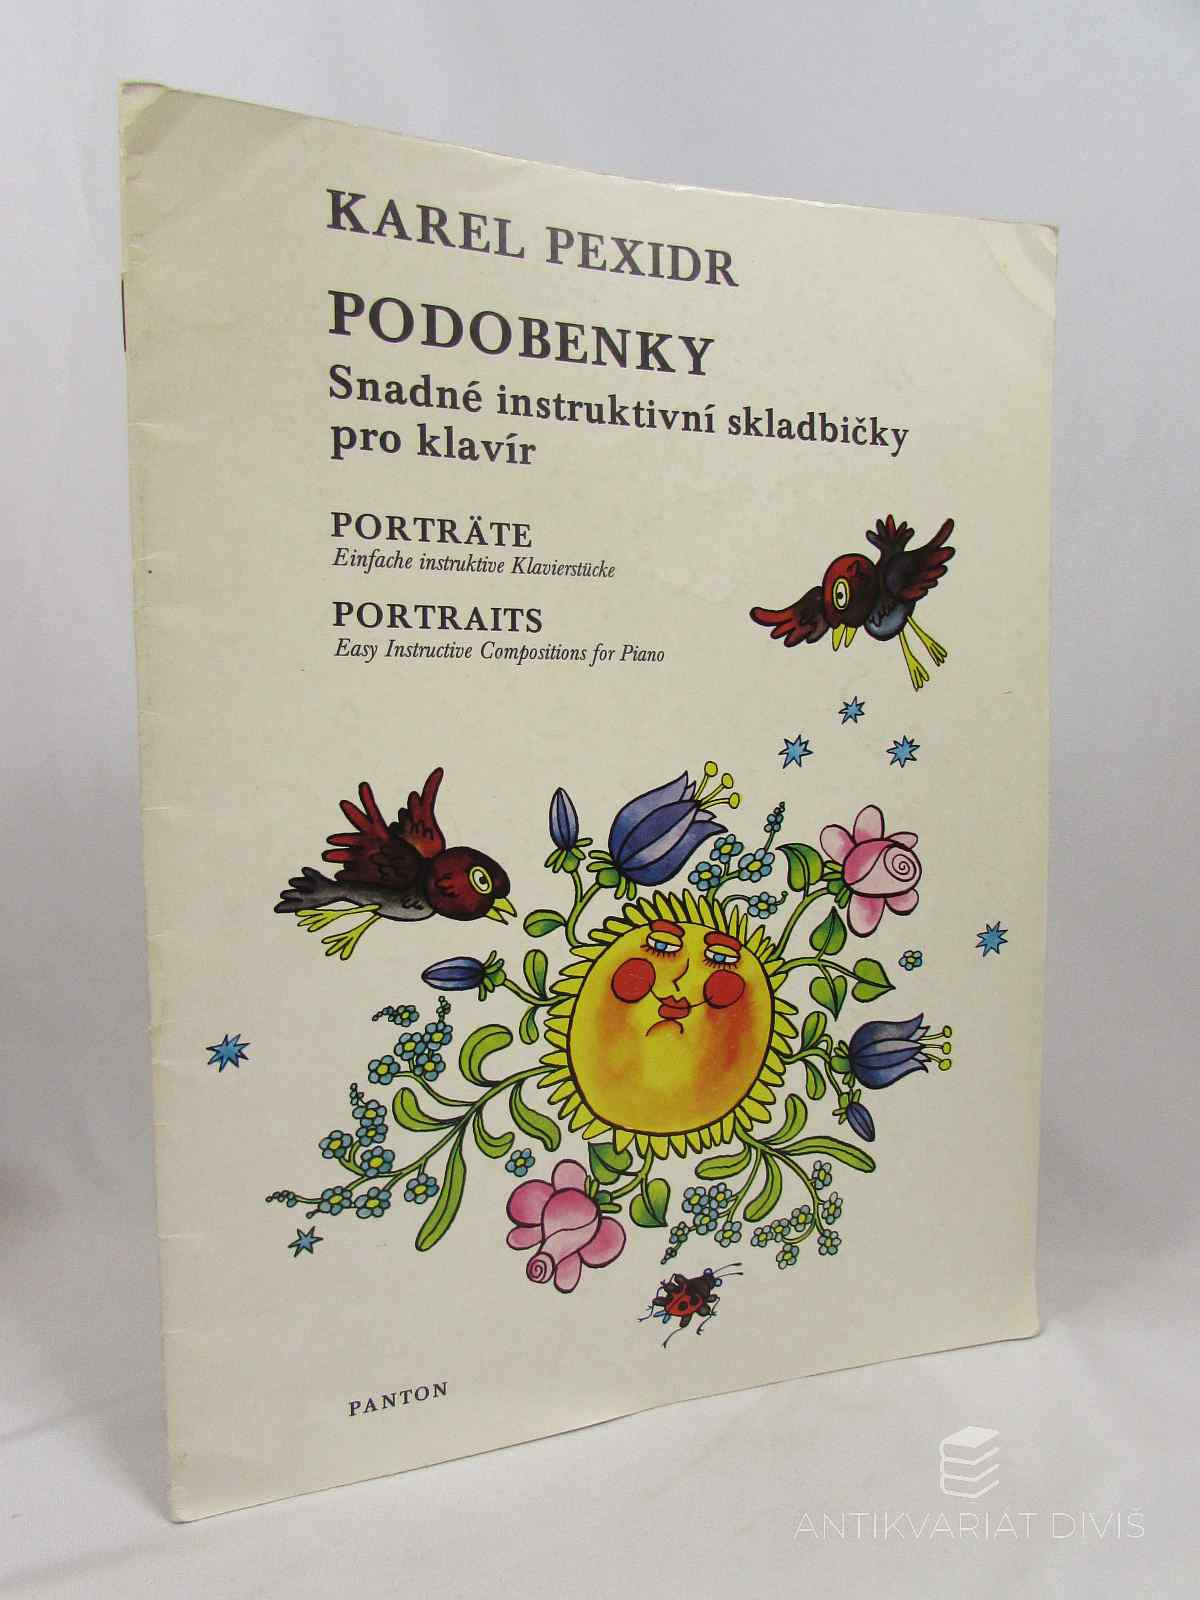 KAREL PEXIDR
PODOBENKY
Snadné instruktivní skladbičky
pro klavír
PORTRÄTE
Einfache instruktive Klavierstücke
PORTRAITS
Easy Instructive Compositions for Piano
PANTON
ANTIKVARIÁT DIVIŠ